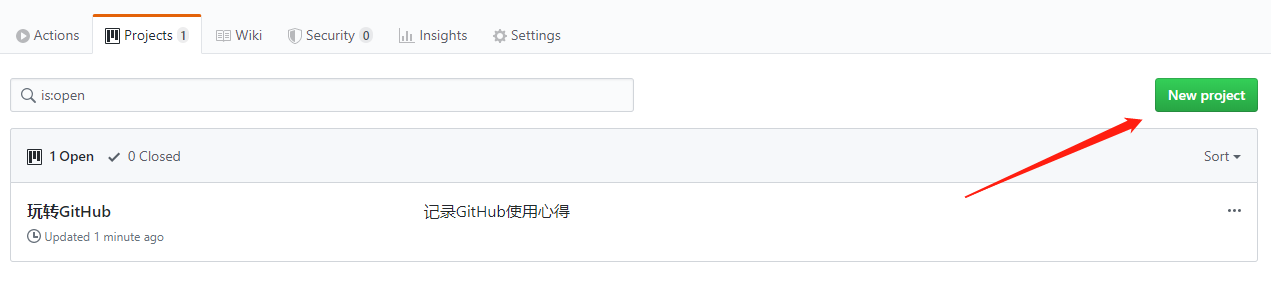 Actions Projects 1 Wiki Security 0 Insights Settings
is:open New project
1 Open 0 Closed Sort
玩转GitHub 记录GitHub使用心得
Updated 1 minute ago